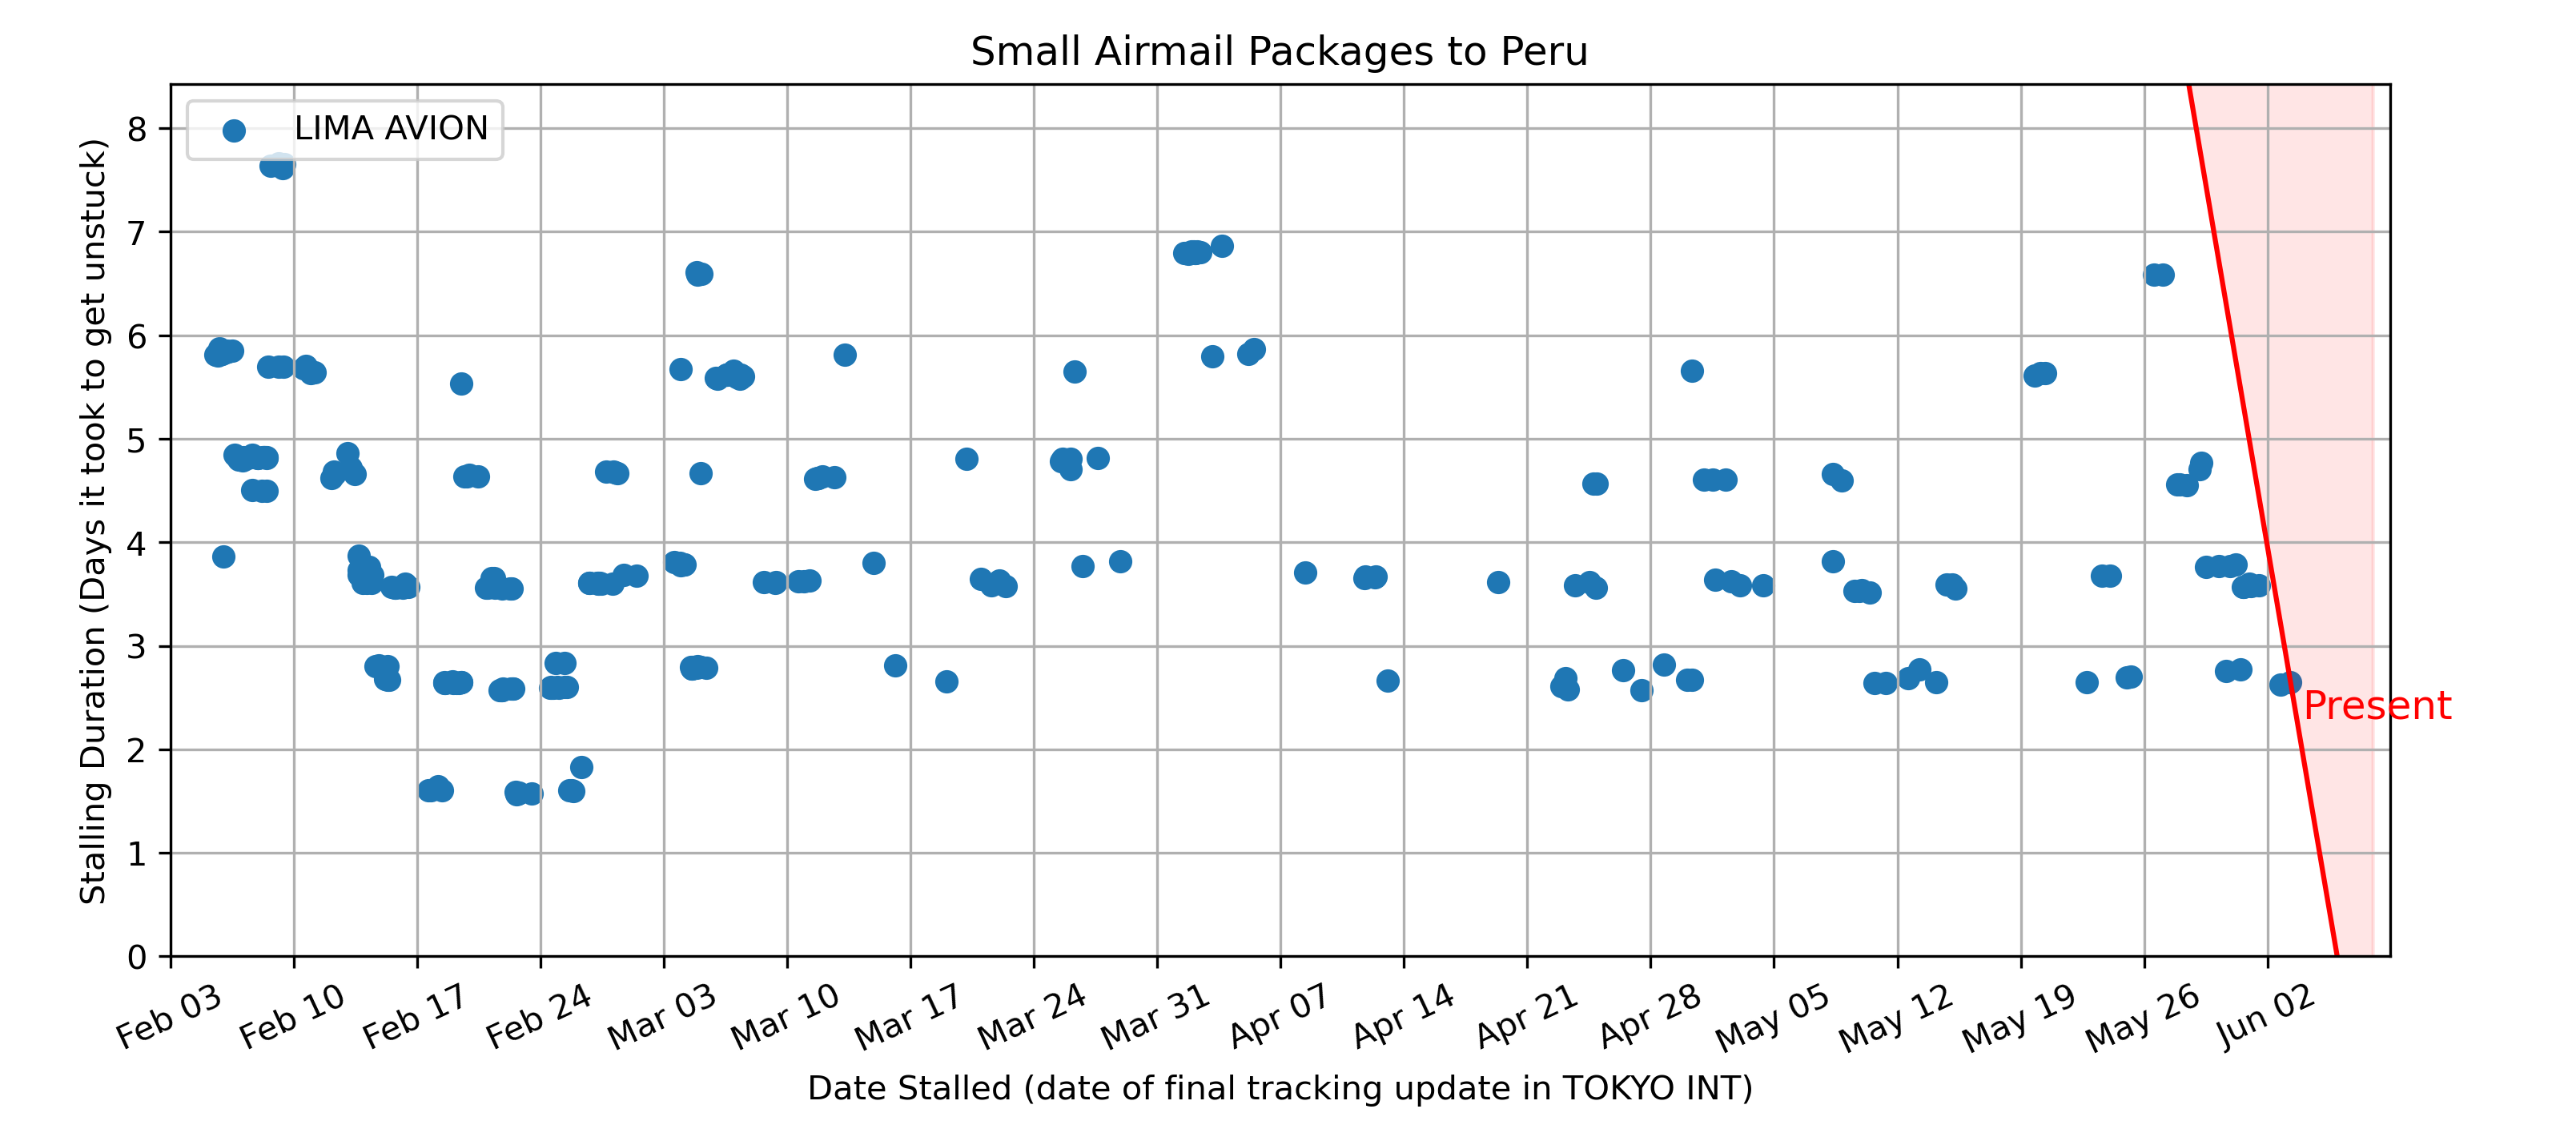 Small Airmail Packages to Peru
LIMA AVION
Stalling Duration (Days it took to get unstuck)
8
7
6
5
4
3
2
1
0
Present
Feb 03
Feb 10
Feb 17
Feb 24
Mar 03
Mar 10
Mar 17
Mar 24
Mar 31
Apr 07
Apr 14
Apr 21
Apr 28
May 05
May 12
May 19
May 26
Jun 02
Date Stalled (date of final tracking update in TOKYO INT)